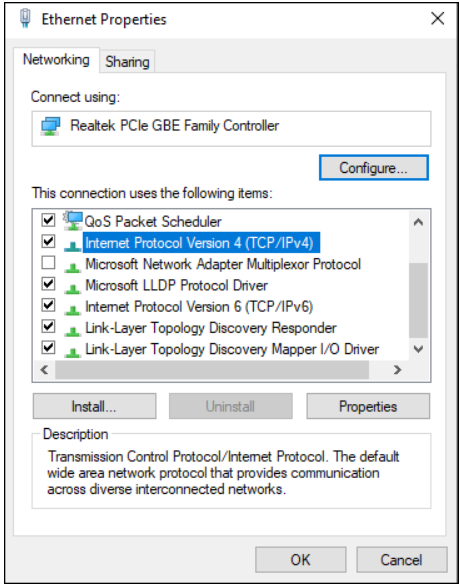 Ethernet Properties
Networking
Sharing
Connect using:
Realtek PCIe GBE Family Controller
Configure...
This connection uses the following items:
QoS Packet Scheduler
Internet Protocol Version 4 (TCP/IPv4)
Microsoft Network Adapter Multiplexor Protocol
Microsoft LLDP Protocol Driver
Internet Protocol Version 6 (TCP/IPv6)
Link-Layer Topology Discovery Responder
Link-Layer Topology Discovery Mapper I/O Driver
Install...
Uninstall
Properties
Description
Transmission Control Protocol/Internet Protocol. The default
wide area network protocol that provides communication
across diverse interconnected networks.
OK
Cancel